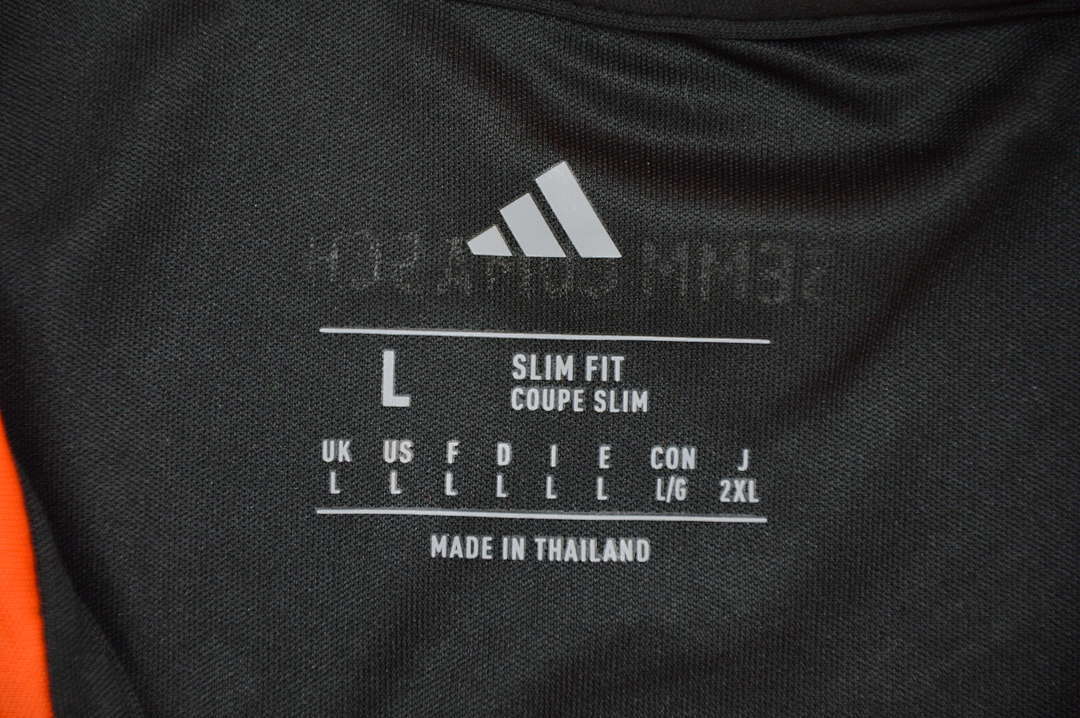 L
SLIM FIT
COUPE SLIM
UK US F D I E CON J
L L L L L L L/G 2XL
MADE IN THAILAND